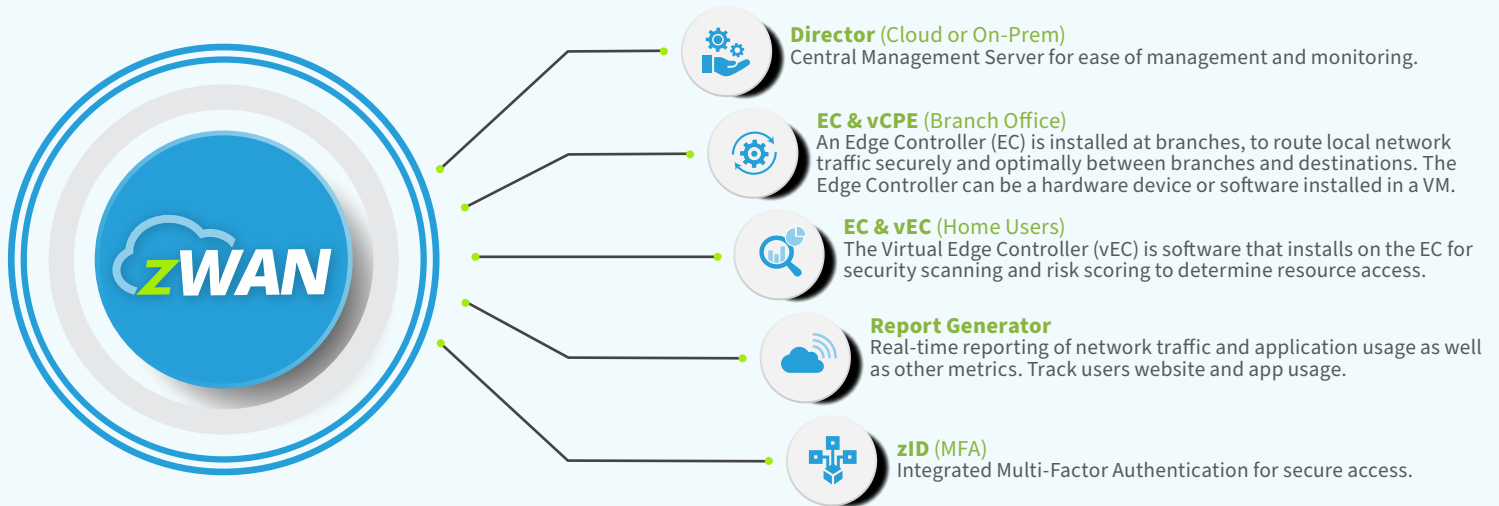 zWAN
Director (Cloud or On-Prem)
Central Management Server for ease of management and monitoring.
EC & vCPE (Branch Office)
An Edge Controller (EC) is installed at branches, to route local network
traffic securely and optimally between branches and destinations. The
Edge Controller can be a hardware device or software installed in a VM.
EC & vEC (Home Users)
The Virtual Edge Controller (vEC) is software that installs on the EC for
security scanning and risk scoring to determine resource access.
Report Generator
Real-time reporting of network traffic and application usage as well
as other metrics. Track users website and app usage.
zID (MFA)
Integrated Multi-Factor Authentication for secure access.